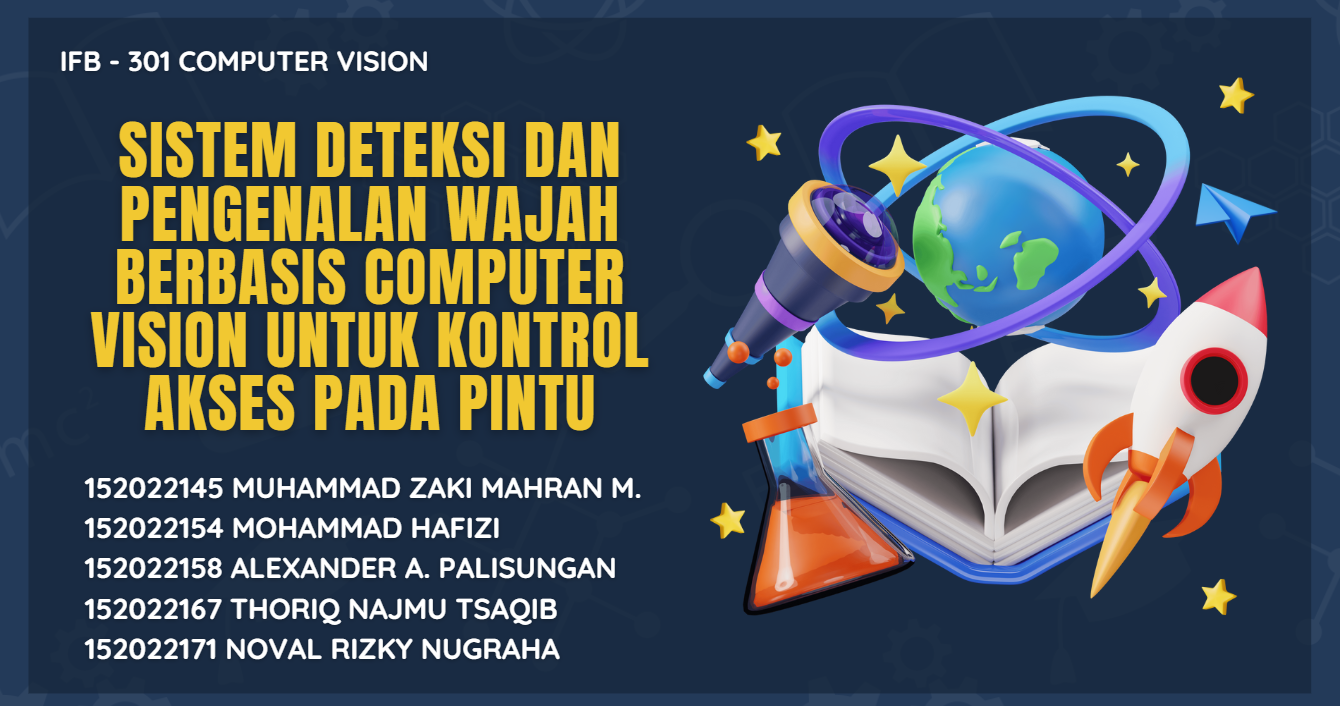 IFB - 301 COMPUTER VISION
SISTEM DETEKSI DAN
PENGENALAN WAJAH
BERBASIS COMPUTER
VISION UNTUK KONTROL
AKSES PADA PINTU
152022145 MUHAMMAD ZAKI MAHRAN M.
152022154 MOHAMMAD HAFIZI
152022158 ALEXANDER A. PALISUNGAN
152022167 THORIQ NAJMU TSAQIB
152022171 NOVAL RIZKY NUGRAHA